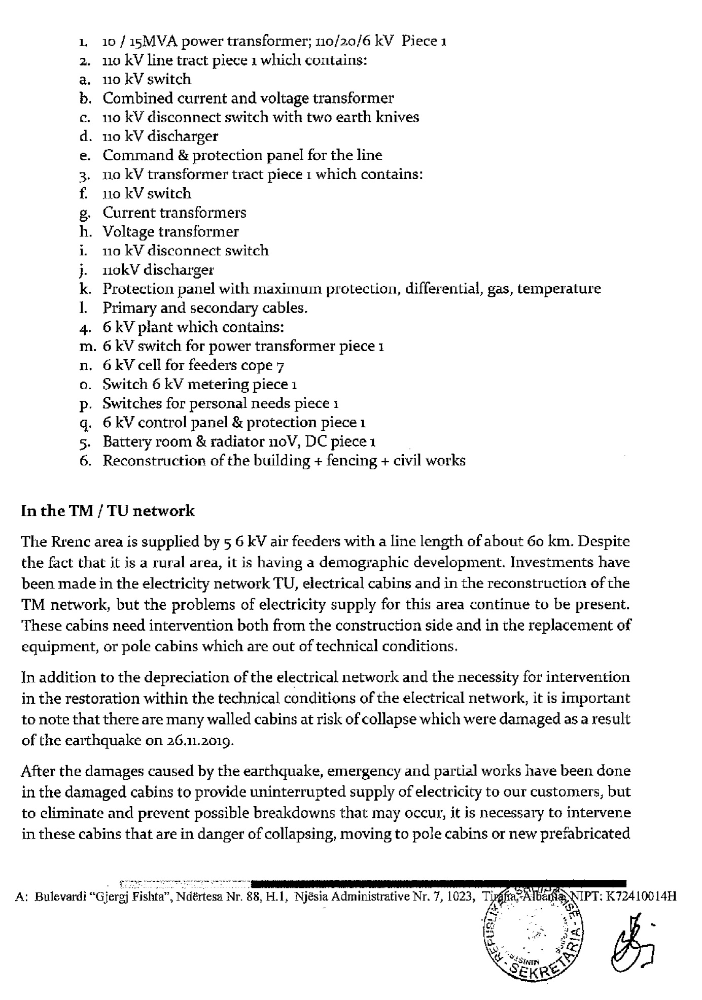 1. 10 / 15MVA power transformer; 110/20/6 kV Piece 1
2. 110 kV line tract piece 1 which contains:
a. 110 kV switch
b. Combined current and voltage transformer
c. 110 kV disconnect switch with two earth knives
d. 110 kV discharger
e. Command & protection panel for the line
3. 110 kV transformer tract piece 1 which contains:
f. 110 kV switch
g. Current transformers
h. Voltage transformer
i. 110 kV disconnect switch
j. 110kV discharger
k. Protection panel with maximum protection, differential, gas, temperature
l. Primary and secondary cables.
4. 6 kV plant which contains:
m. 6 kV switch for power transformer piece 1
n. 6 kV cell for feeders cope 7
o. Switch 6 kV metering piece 1
p. Switches for personal needs piece 1
q. 6 kV control panel & protection piece 1
5. Battery room & radiator 110V, DC piece 1
6. Reconstruction of the building + fencing + civil works
In the TM / TU network
The Rrenc area is supplied by 5 6 kV air feeders with a line length of about 60 km. Despite
the fact that it is a rural area, it is having a demographic development. Investments have
been made in the electricity network TU, electrical cabins and in the reconstruction of the
TM network, but the problems of electricity supply for this area continue to be present.
These cabins need intervention both from the construction side and in the replacement of
equipment, or pole cabins which are out of technical conditions.
In addition to the depreciation of the electrical network and the necessity for intervention
in the restoration within the technical conditions of the electrical network, it is important
to note that there are many walled cabins at risk of collapse which were damaged as a result
of the earthquake on 26.11.2019.
After the damages caused by the earthquake, emergency and partial works have been done
in the damaged cabins to provide uninterrupted supply of electricity to our customers, but
to eliminate and prevent possible breakdowns that may occur, it is necessary to intervene
in these cabins that are in danger of collapsing, moving to pole cabins or new prefabricated
A: Bulevardi “Gjergj Fishta”, Ndërtesa Nr. 88, H.1, Njësia Administrative Nr. 7, 1023, Tirana, Albania, NIPT: K72410014H
REPUBLIKA
SEKRETARIA